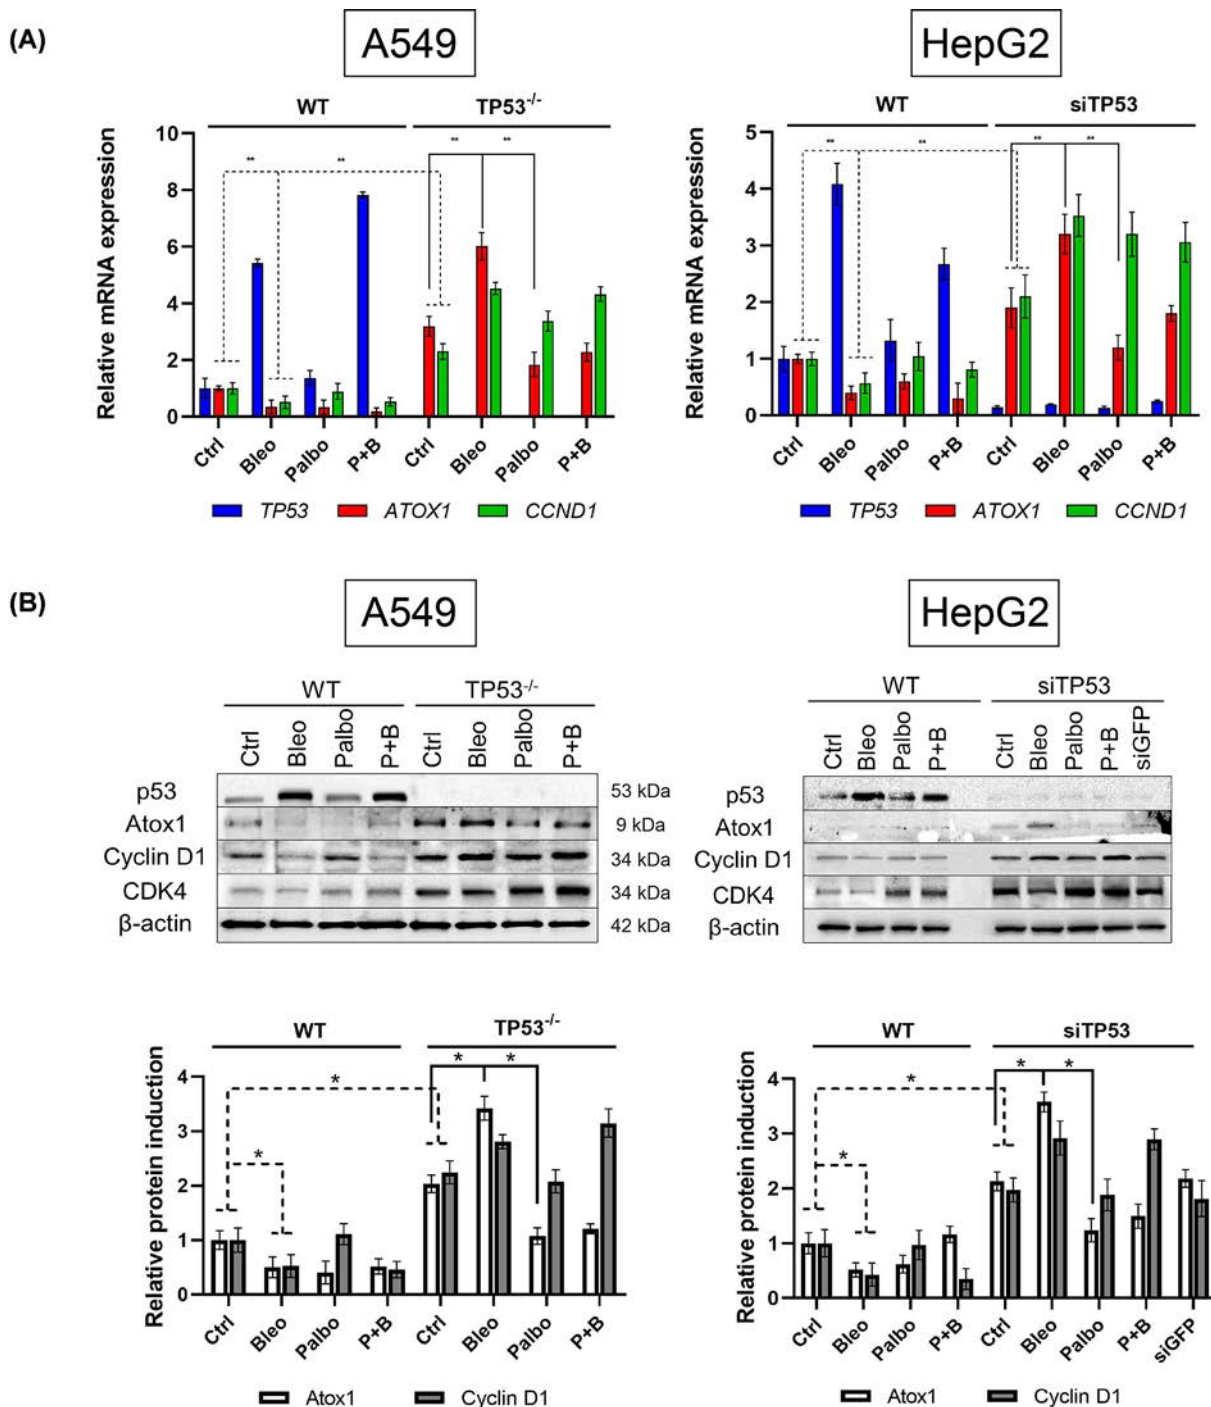 (A)
A549
HepG2
WT
TP53-/-
WT
siTP53
Relative mRNA expression
10
8
6
4
2
0
** ** ** **
Ctrl
Bleo
Palbo
P+B
Ctrl
Bleo
Palbo
P+B
TP53 ATOX1 CCND1
Relative mRNA expression
5
4
3
2
1
0
** ** ** **
Ctrl
Bleo
Palbo
P+B
Ctrl
Bleo
Palbo
P+B
TP53 ATOX1 CCND1
(B)
A549
HepG2
WT
TP53-/-
Ctrl
Bleo
Palbo
P+B
Ctrl
Bleo
Palbo
P+B
p53 53 kDa
Atox1 9 kDa
Cyclin D1 34 kDa
CDK4 34 kDa
β-actin 42 kDa
WT
siTP53
Ctrl
Bleo
Palbo
P+B
Ctrl
Bleo
Palbo
P+B
siGFP
p53
Atox1
Cyclin D1
CDK4
β-actin
WT
TP53-/-
Relative protein induction
4
3
2
1
0
* * * *
Ctrl
Bleo
Palbo
P+B
Ctrl
Bleo
Palbo
P+B
Atox1 Cyclin D1
WT
siTP53
Relative protein induction
4
3
2
1
0
* * * *
Ctrl
Bleo
Palbo
P+B
Ctrl
Bleo
Palbo
P+B
siGFP
Atox1 Cyclin D1